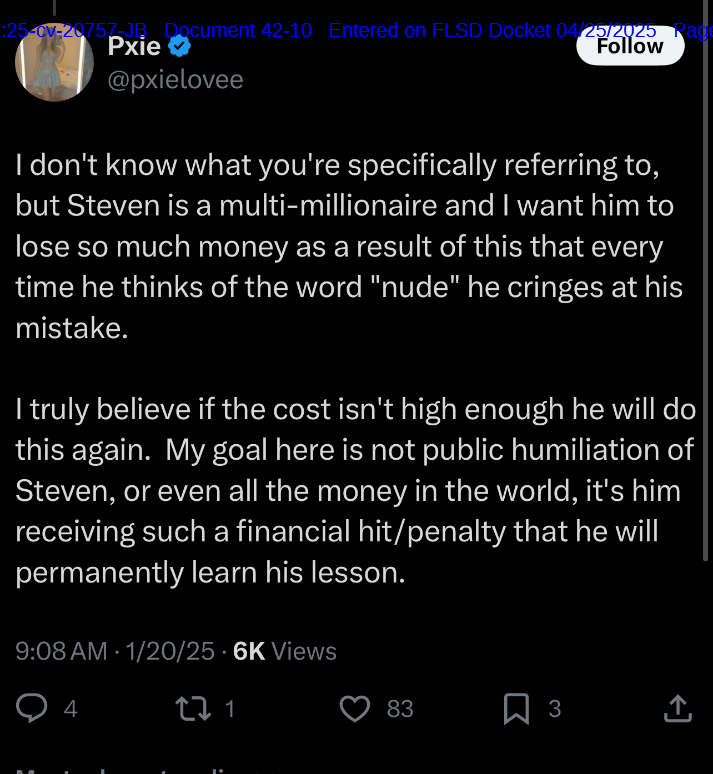 :25-cv-20757-JB Document 42-10 Entered on FLSD Docket 04/25/2025 Page
Pxie
Follow
@pxielovee
I don't know what you're specifically referring to,
but Steven is a multi-millionaire and I want him to
lose so much money as a result of this that every
time he thinks of the word "nude" he cringes at his
mistake.
I truly believe if the cost isn't high enough he will do
this again.  My goal here is not public humiliation of
Steven, or even all the money in the world, it's him
receiving such a financial hit/penalty that he will
permanently learn his lesson.
9:08 AM · 1/20/25 · 6K Views
4 1 83 3